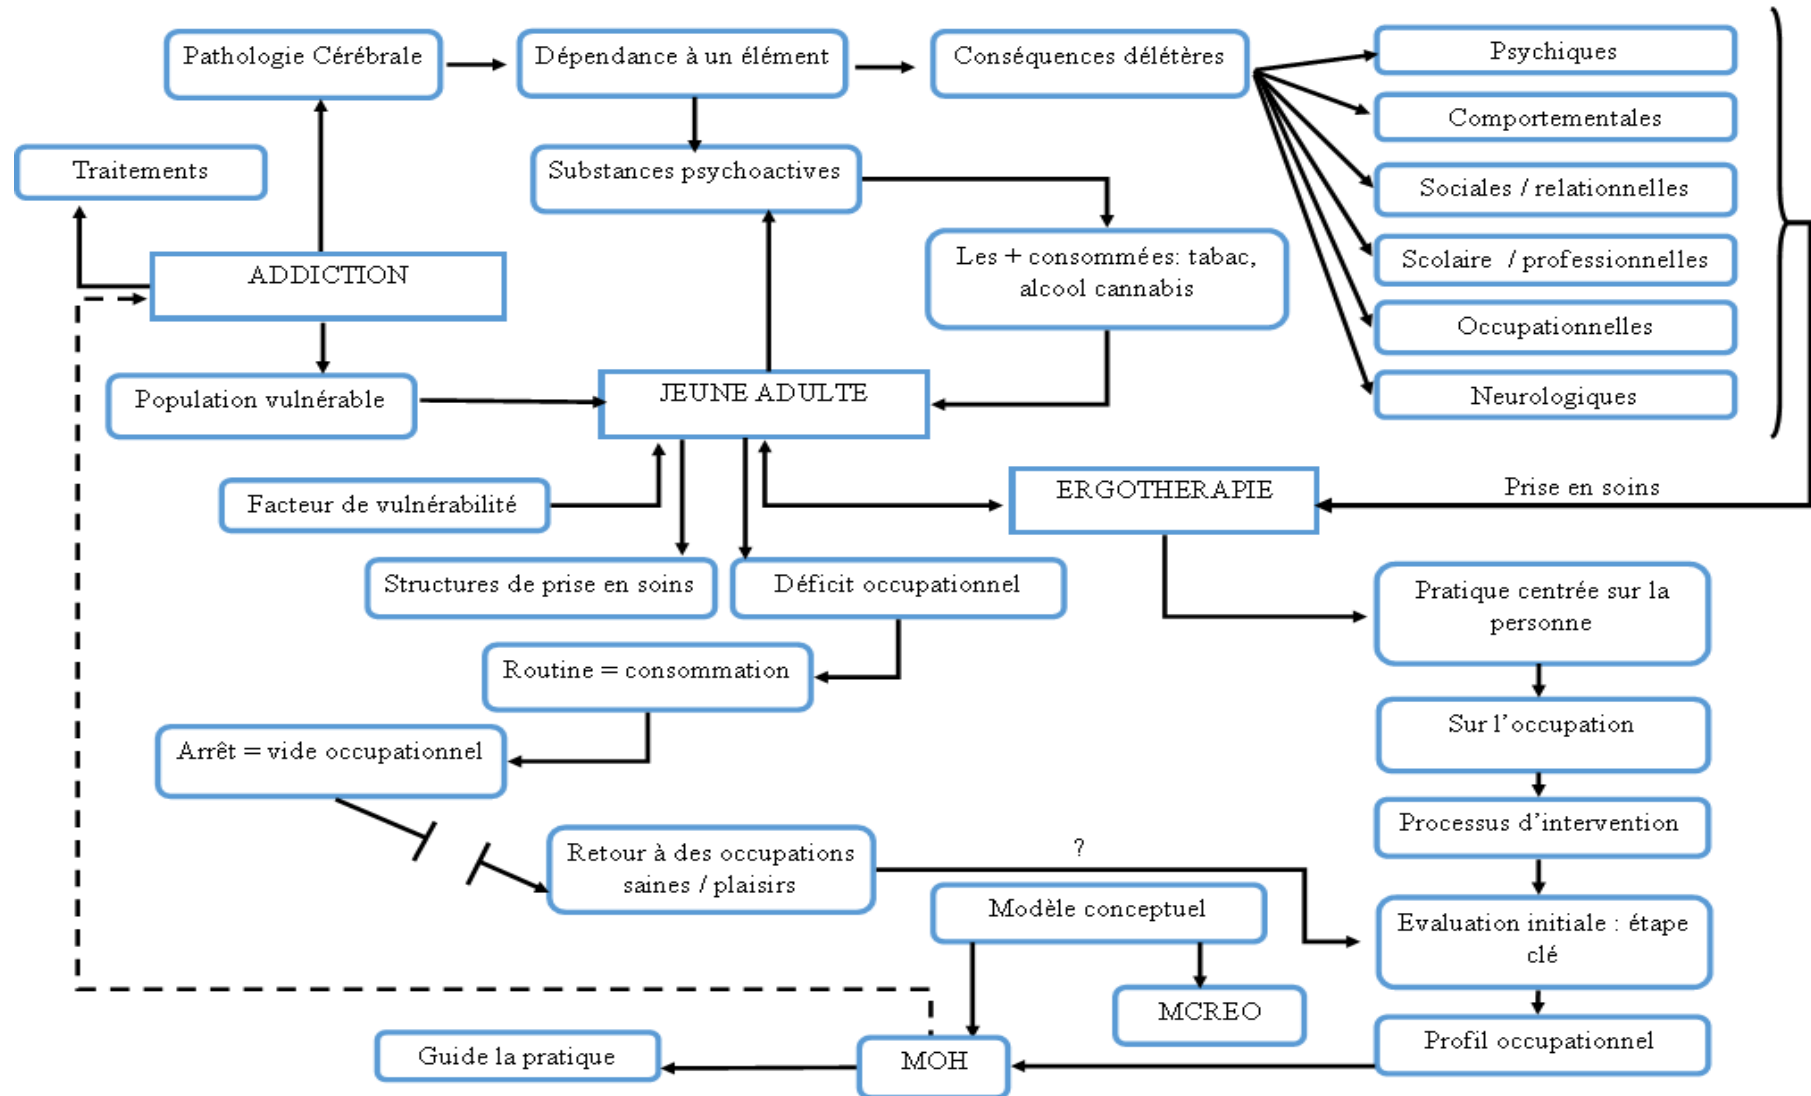 Pathologie Cérébrale
Dépendance à un élément
Conséquences délétères
Psychiques
Comportementales
Sociales / relationnelles
Scolaire / professionnelles
Occupationnelles
Neurologiques
Traitements
Substances psychoactives
ADDICTION
Les + consommées: tabac,
alcool cannabis
Population vulnérable
JEUNE ADULTE
Facteur de vulnérabilité
ERGOTHERAPIE
Prise en soins
Structures de prise en soins
Déficit occupationnel
Pratique centrée sur la
personne
Routine = consommation
Sur l’occupation
Arrêt = vide occupationnel
Processus d’intervention
Retour à des occupations
saines / plaisirs
?
Modèle conceptuel
Evaluation initiale : étape
clé
MCREO
Profil occupationnel
MOH
Guide la pratique